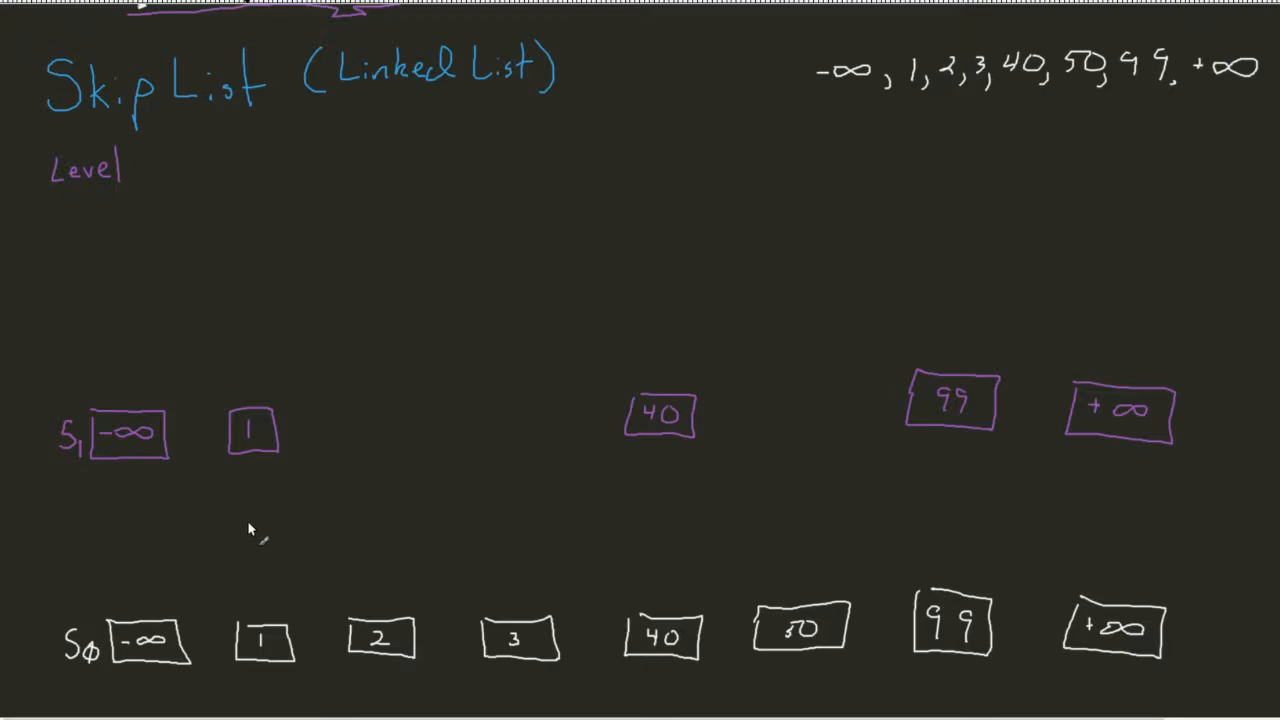 Skip List (Linked List)
-∞, 1, 2, 3, 40, 50, 99, +∞
Level
S1 -∞ 1 40 99 +∞
S0 -∞ 1 2 3 40 50 99 +∞